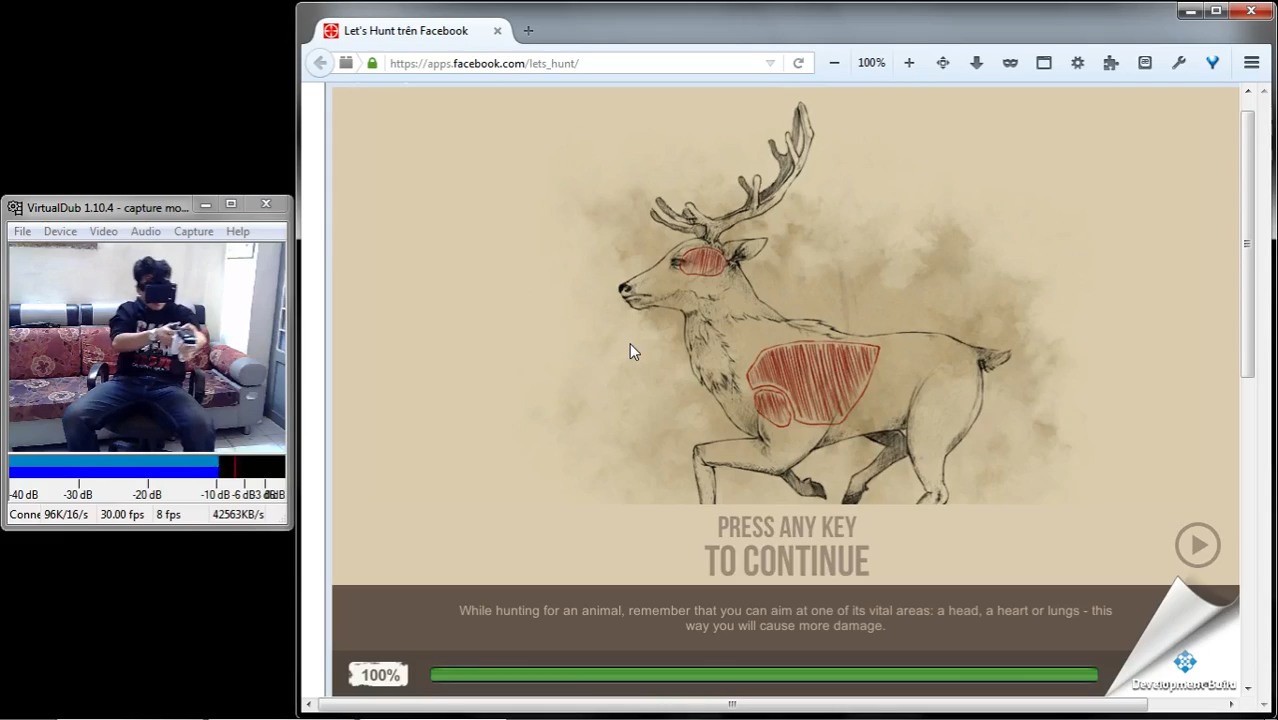 Let's Hunt trên Facebook
https://apps.facebook.com/lets_hunt/
100%
VirtualDub 1.10.4 - capture mo...
File Device Video Audio Capture Help
-40 dB -30 dB -20 dB -10 dB -6 dB
Conne 96K/16/s 30.00 fps 8 fps 42563KB/s
PRESS ANY KEY
TO CONTINUE
While hunting for an animal, remember that you can aim at one of its vital areas: a head, a heart or lungs - this
way you will cause more damage.
100%
Development Build